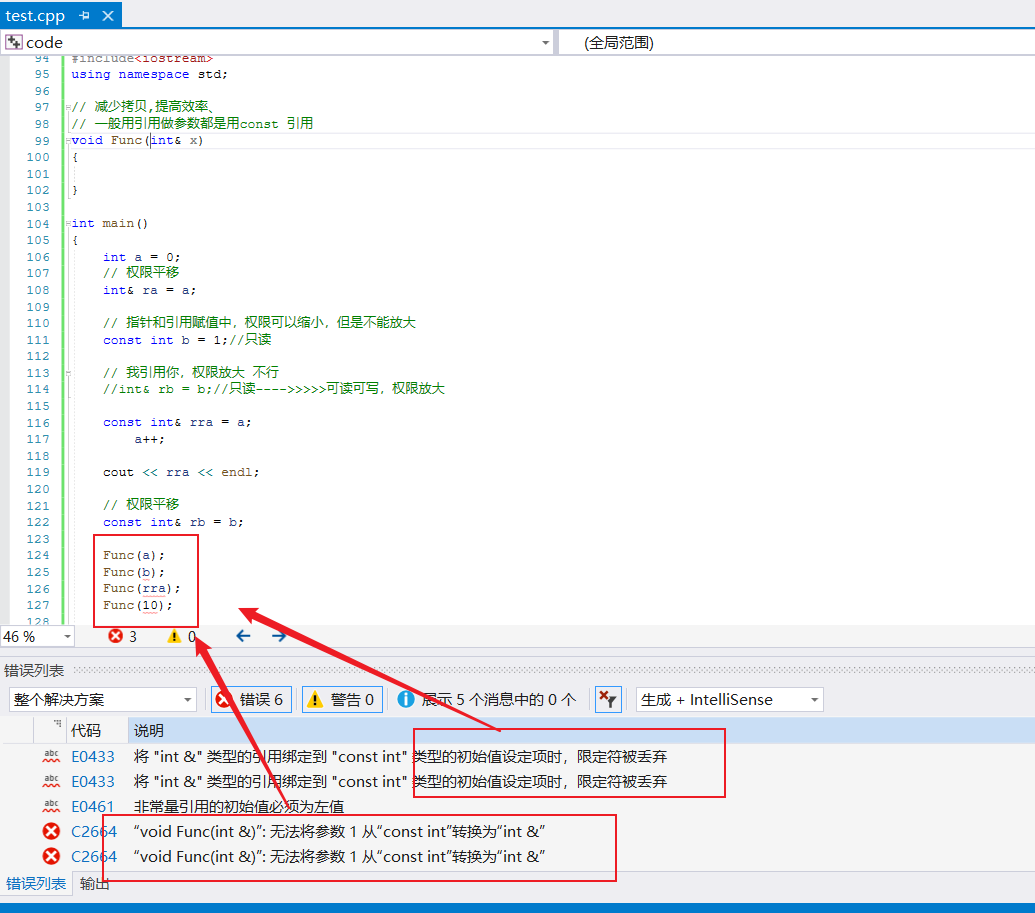 test.cpp
code
(全局范围)
94 #include<iostream>
95 using namespace std;
96
97 // 减少拷贝,提高效率、
98 // 一般用引用做参数都是用const 引用
99 void Func(int& x)
100 {
101
102 }
103
104 int main()
105 {
106 int a = 0;
107 // 权限平移
108 int& ra = a;
109
110 // 指针和引用赋值中，权限可以缩小，但是不能放大
111 const int b = 1;//只读
112
113 // 我引用你，权限放大 不行
114 //int& rb = b;//只读---->>>>>可读可写，权限放大
115
116 const int& rra = a;
117 a++;
118
119 cout << rra << endl;
120
121 // 权限平移
122 const int& rb = b;
123
124 Func(a);
125 Func(b);
126 Func(rra);
127 Func(10);
128
46 % 3 0
错误列表
整个解决方案 错误 6 警告 0 展示 5 个消息中的 0 个 生成 + IntelliSense
代码 说明
abc E0433 将 "int &" 类型的引用绑定到 "const int" 类型的初始值设定项时，限定符被丢弃
abc E0433 将 "int &" 类型的引用绑定到 "const int" 类型的初始值设定项时，限定符被丢弃
abc E0461 非常量引用的初始值必须为左值
C2664 “void Func(int &)”: 无法将参数 1 从“const int”转换为“int &”
C2664 “void Func(int &)”: 无法将参数 1 从“const int”转换为“int &”
错误列表 输出